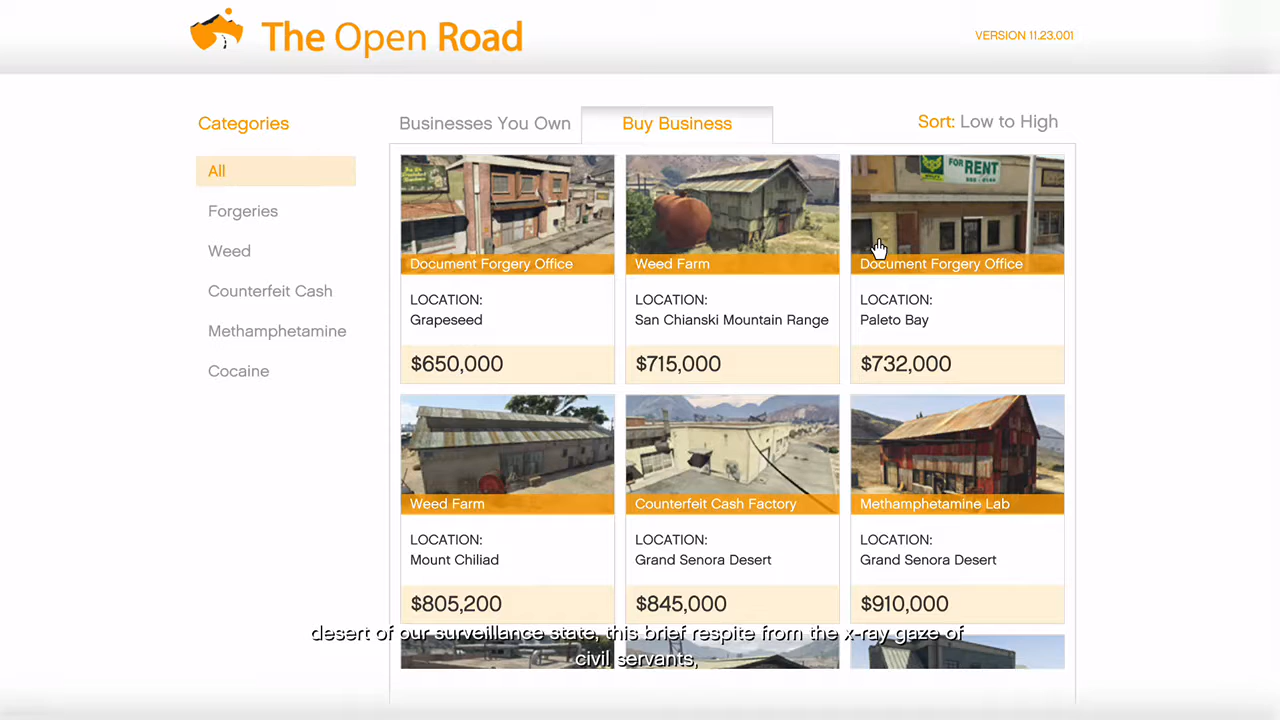 The Open Road
VERSION 11.23.001
Categories
All
Forgeries
Weed
Counterfeit Cash
Methamphetamine
Cocaine
Businesses You Own
Buy Business
Sort: Low to High
Document Forgery Office
LOCATION:
Grapeseed
$650,000
Weed Farm
LOCATION:
San Chianski Mountain Range
$715,000
FOR RENT
Document Forgery Office
LOCATION:
Paleto Bay
$732,000
Weed Farm
LOCATION:
Mount Chiliad
$805,200
Counterfeit Cash Factory
LOCATION:
Grand Senora Desert
$845,000
Methamphetamine Lab
LOCATION:
Grand Senora Desert
$910,000
desert of our surveillance state, this brief respite from the x-ray gaze of
civil servants,